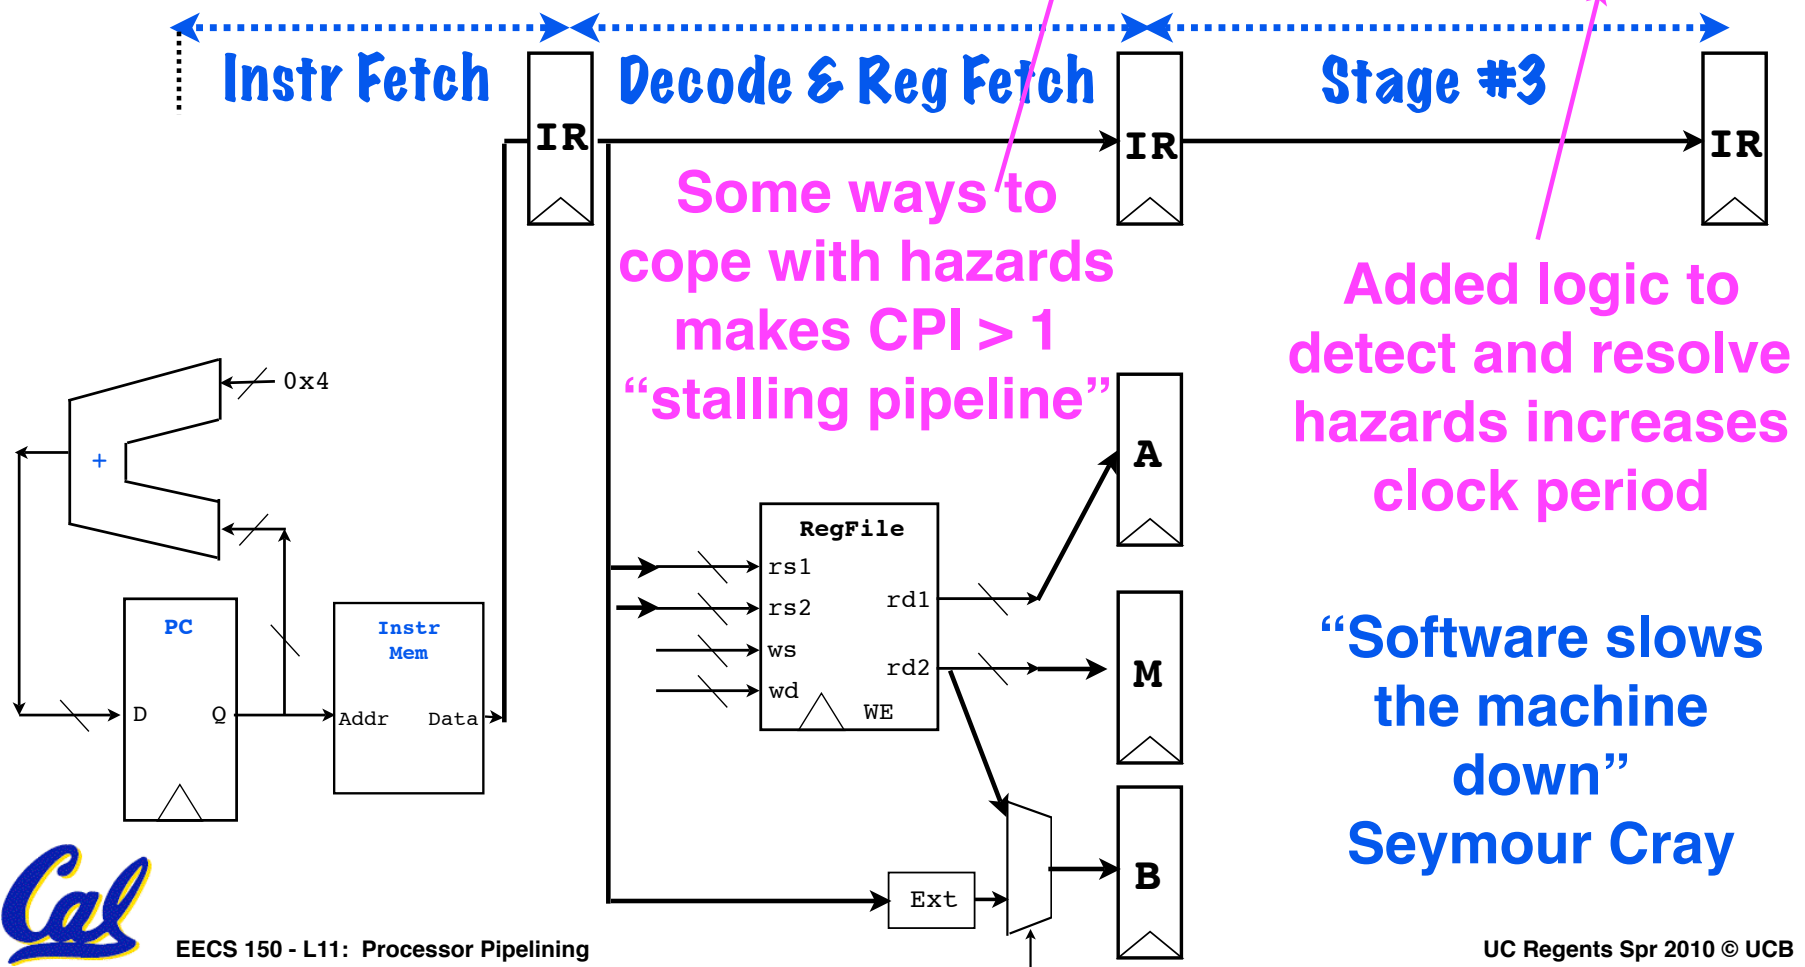 Instr Fetch
Decode & Reg Fetch
Stage #3
IR
IR
IR
Some ways to
cope with hazards
makes CPI > 1
“stalling pipeline”
Added logic to
detect and resolve
hazards increases
clock period
0x4
+
A
RegFile
rs1
rs2
ws
wd
rd1
rd2
WE
PC
D
Q
Instr
Mem
Addr
Data
M
“Software slows
the machine
down”
Seymour Cray
Ext
B
Cal
EECS 150 - L11: Processor Pipelining
UC Regents Spr 2010 © UCB